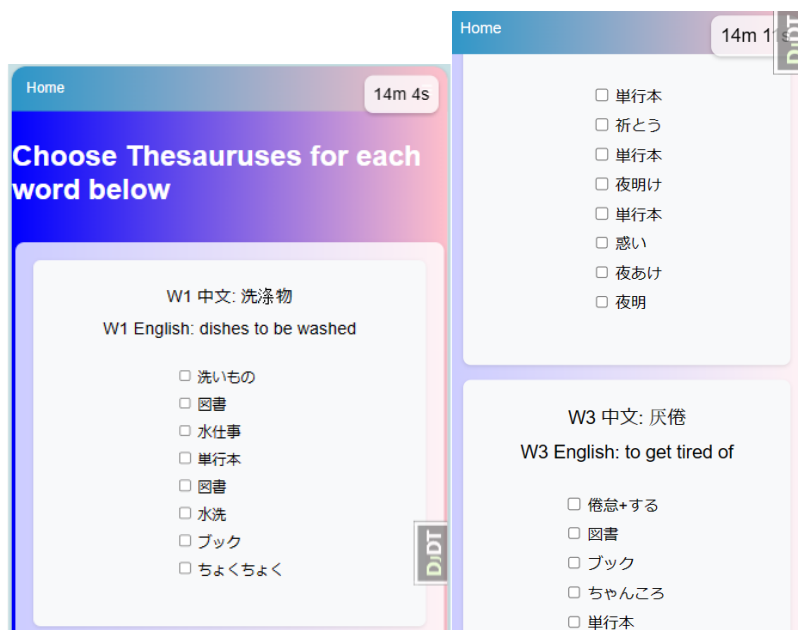 Home
14m 4s
Choose Thesauruses for each
word below
W1 中文: 洗涤物
W1 English: dishes to be washed
洗いもの
図書
水仕事
単行本
図書
水洗
ブック
ちょくちょく
DjDT
Home
14m 11s
DjDT
単行本
祈とう
単行本
夜明け
単行本
惑い
夜あけ
夜明
W3 中文: 厌倦
W3 English: to get tired of
倦怠+する
図書
ブック
ちゃんころ
単行本